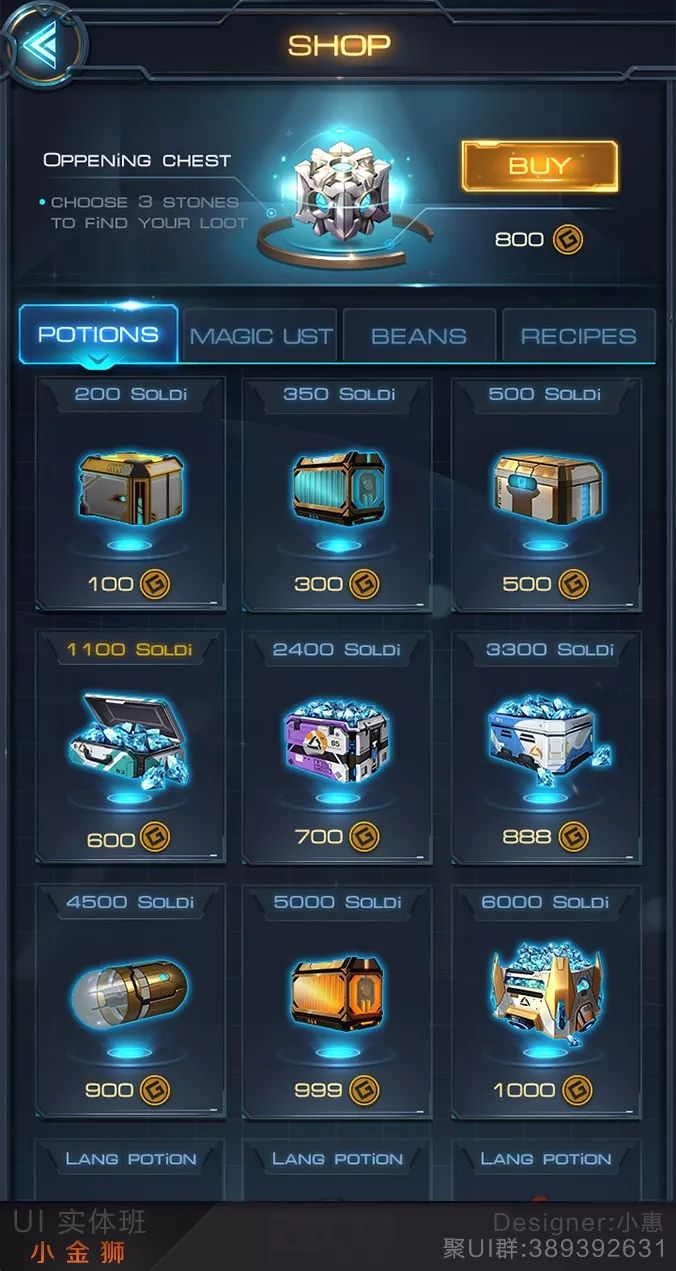 SHOP
OPPENING CHEST
• CHOOSE 3 STONES
TO FIND YOUR LOOT
BUY
800
POTIONS
MAGIC UST
BEANS
RECIPES
200 SOLDI
350 SOLDI
500 SOLDI
100
300
500
1100 SOLDI
2400 SOLDI
3300 SOLDI
65
600
700
888
4500 SOLDI
5000 SOLDI
6000 SOLDI
900
999
1000
LANG POTION
LANG POTION
LANG POTION
UI 实体班
小金狮
Designer:小惠
聚UI群:389392631